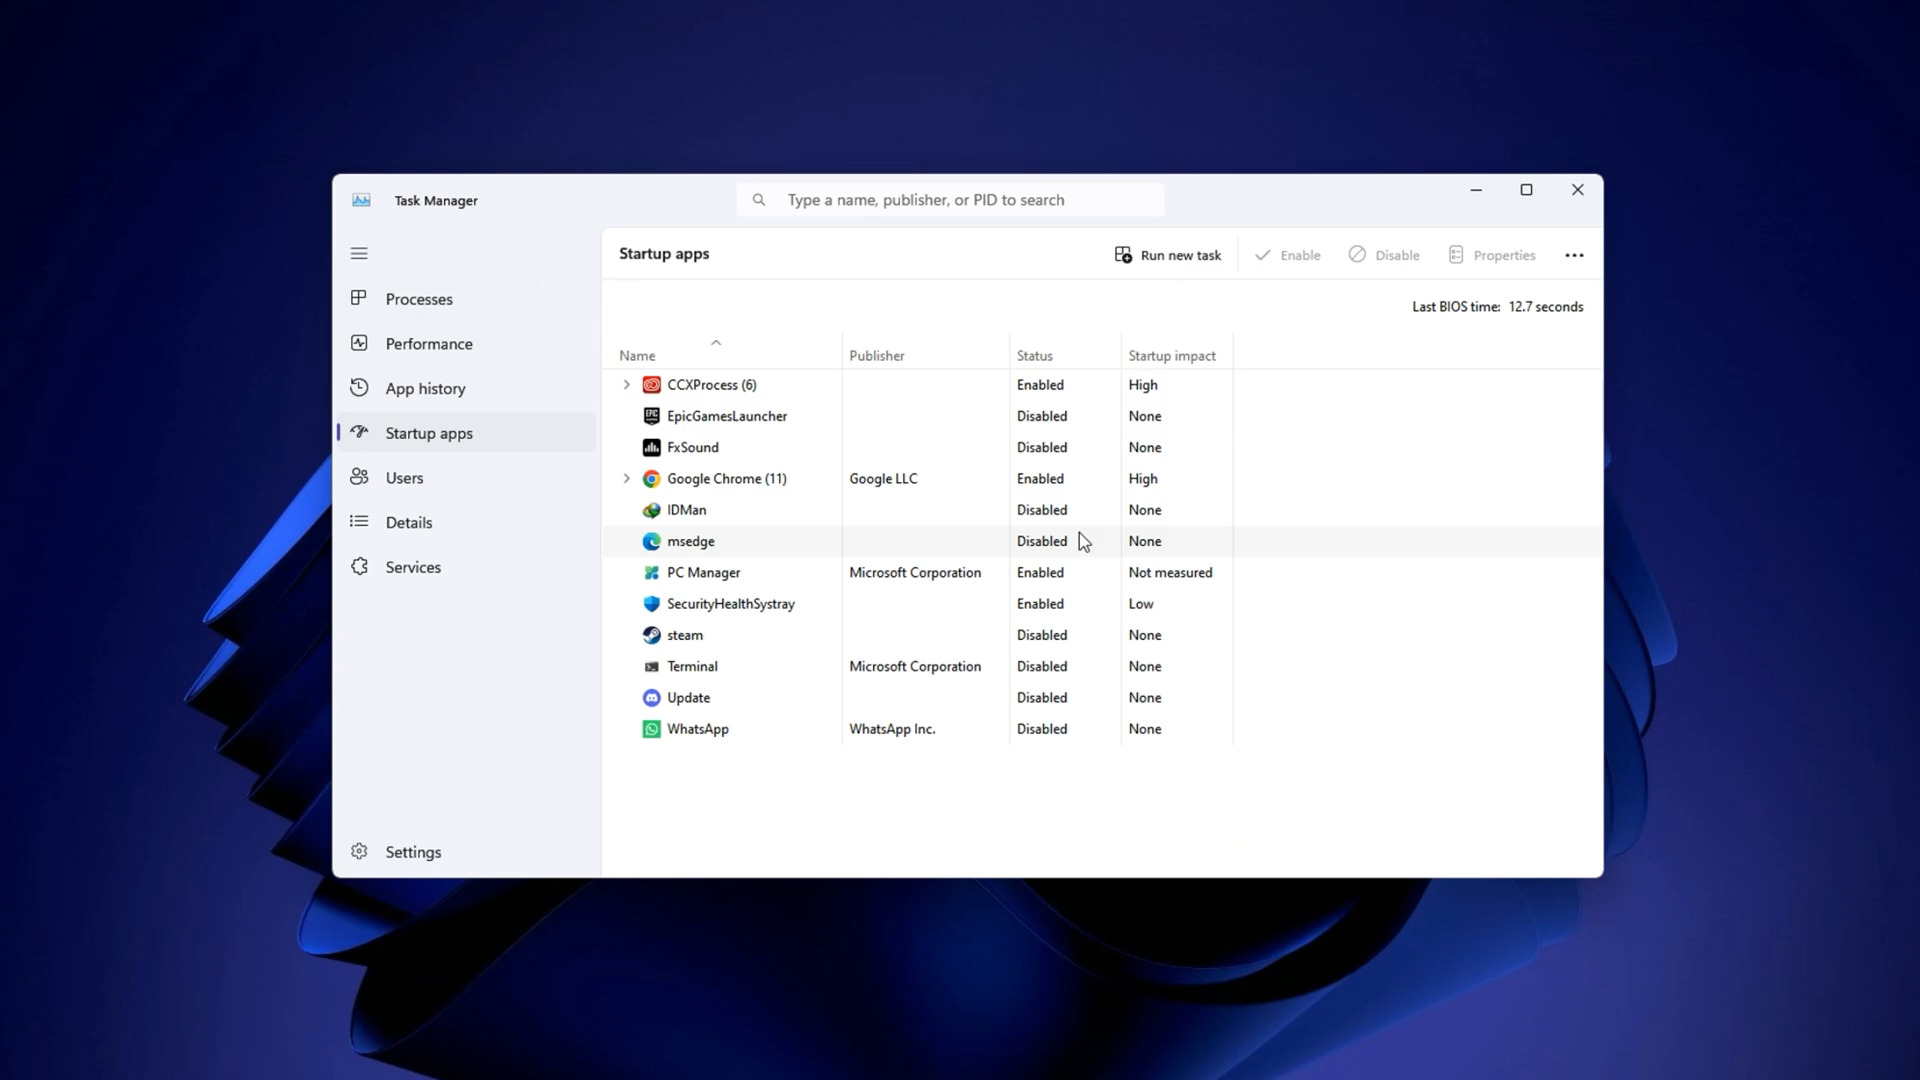 Task Manager
Type a name, publisher, or PID to search
Startup apps
Run new task
Enable
Disable
Properties
Processes
Performance
App history
Startup apps
Users
Details
Services
Settings
Last BIOS time: 12.7 seconds
Name Publisher Status Startup impact
CCXProcess (6) Enabled High
EpicGamesLauncher Disabled None
FxSound Disabled None
Google Chrome (11) Google LLC Enabled High
IDMan Disabled None
msedge Disabled None
PC Manager Microsoft Corporation Enabled Not measured
SecurityHealthSystray Enabled Low
steam Disabled None
Terminal Microsoft Corporation Disabled None
Update Disabled None
WhatsApp WhatsApp Inc. Disabled None